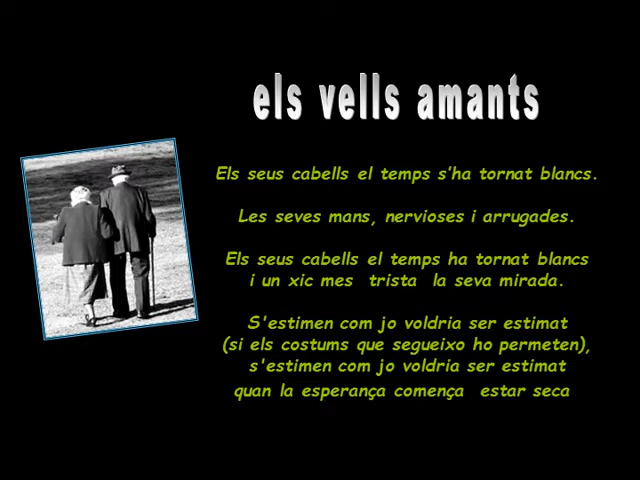 els vells amants
Els seus cabells el temps s'ha tornat blancs.
Les seves mans, nervioses i arrugades.
Els seus cabells el temps ha tornat blancs
i un xic mes trista la seva mirada.
S'estimen com jo voldria ser estimat
(si els costums que segueixo ho permeten),
s'estimen com jo voldria ser estimat
quan la esperança comença estar seca